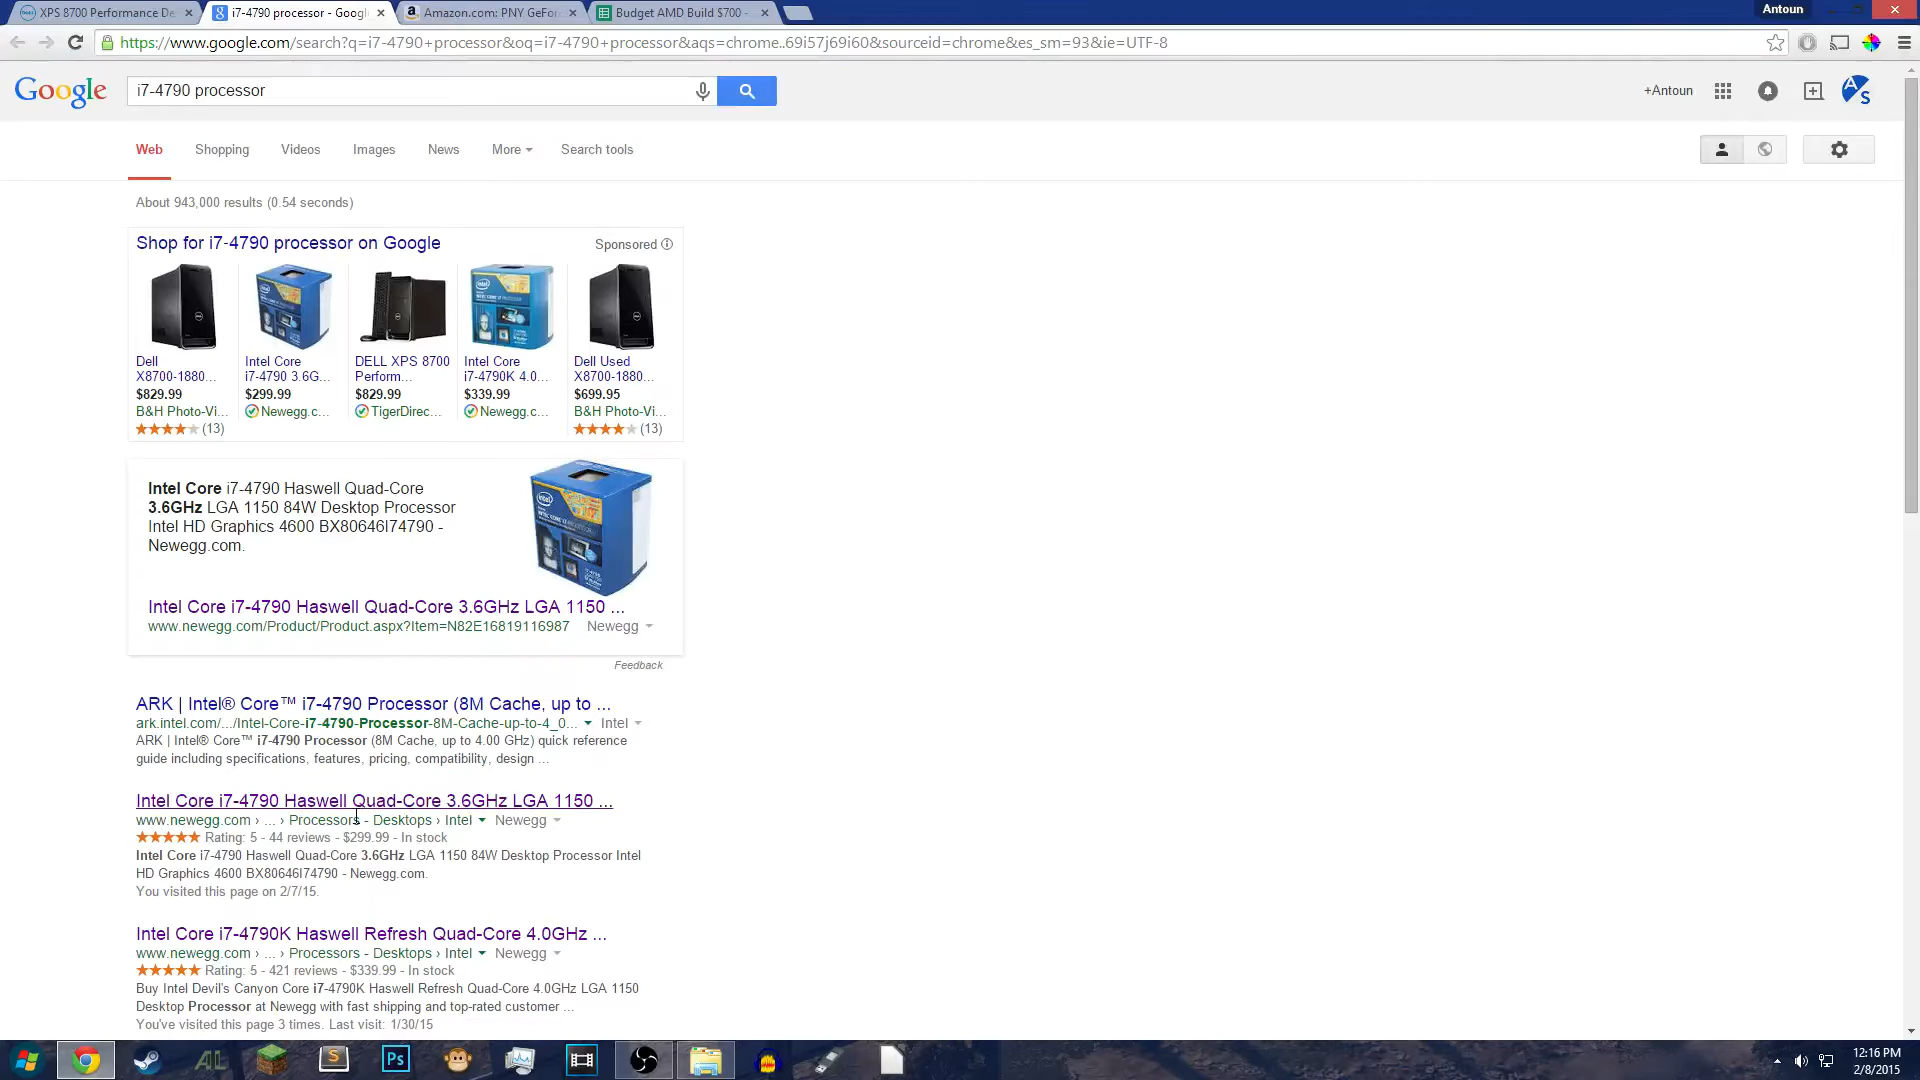 XPS 8700 Performance De
i7-4790 processor - Googl
Amazon.com: PNY GeFor
Budget AMD Build $700 -
Antoun
https://www.google.com/search?q=i7-4790+processor&oq=i7-4790+processor&aqs=chrome..69i57j69i60&sourceid=chrome&es_sm=93&ie=UTF-8
Google
i7-4790 processor
+Antoun
Web
Shopping
Videos
Images
News
More
Search tools
About 943,000 results (0.54 seconds)
Shop for i7-4790 processor on Google
Sponsored
Dell
X8700-1880...
$829.99
B&H Photo-Vi...
(13)
Intel Core
i7-4790 3.6G...
$299.99
Newegg.c...
DELL XPS 8700
Perform...
$829.99
TigerDirec...
Intel Core
i7-4790K 4.0...
$339.99
Newegg.c...
Dell Used
X8700-1880...
$699.95
B&H Photo-Vi...
(13)
Intel Core i7-4790 Haswell Quad-Core
3.6GHz LGA 1150 84W Desktop Processor
Intel HD Graphics 4600 BX80646I74790 -
Newegg.com.
Intel Core i7-4790 Haswell Quad-Core 3.6GHz LGA 1150 ...
www.newegg.com/Product/Product.aspx?Item=N82E16819116987 Newegg
Feedback
ARK | Intel® Core™ i7-4790 Processor (8M Cache, up to ...
ark.intel.com/.../Intel-Core-i7-4790-Processor-8M-Cache-up-to-4_0... Intel
ARK | Intel® Core™ i7-4790 Processor (8M Cache, up to 4.00 GHz) quick reference
guide including specifications, features, pricing, compatibility, design ...
Intel Core i7-4790 Haswell Quad-Core 3.6GHz LGA 1150 ...
www.newegg.com › ... › Processors - Desktops › Intel Newegg
Rating: 5 - 44 reviews - $299.99 - In stock
Intel Core i7-4790 Haswell Quad-Core 3.6GHz LGA 1150 84W Desktop Processor Intel
HD Graphics 4600 BX80646I74790 - Newegg.com.
You visited this page on 2/7/15.
Intel Core i7-4790K Haswell Refresh Quad-Core 4.0GHz ...
www.newegg.com › ... › Processors - Desktops › Intel Newegg
Rating: 5 - 421 reviews - $339.99 - In stock
Buy Intel Devil's Canyon Core i7-4790K Haswell Refresh Quad-Core 4.0GHz LGA 1150
Desktop Processor at Newegg with fast shipping and top-rated customer ...
You've visited this page 3 times. Last visit: 1/30/15
Ps
12:16 PM
2/8/2015